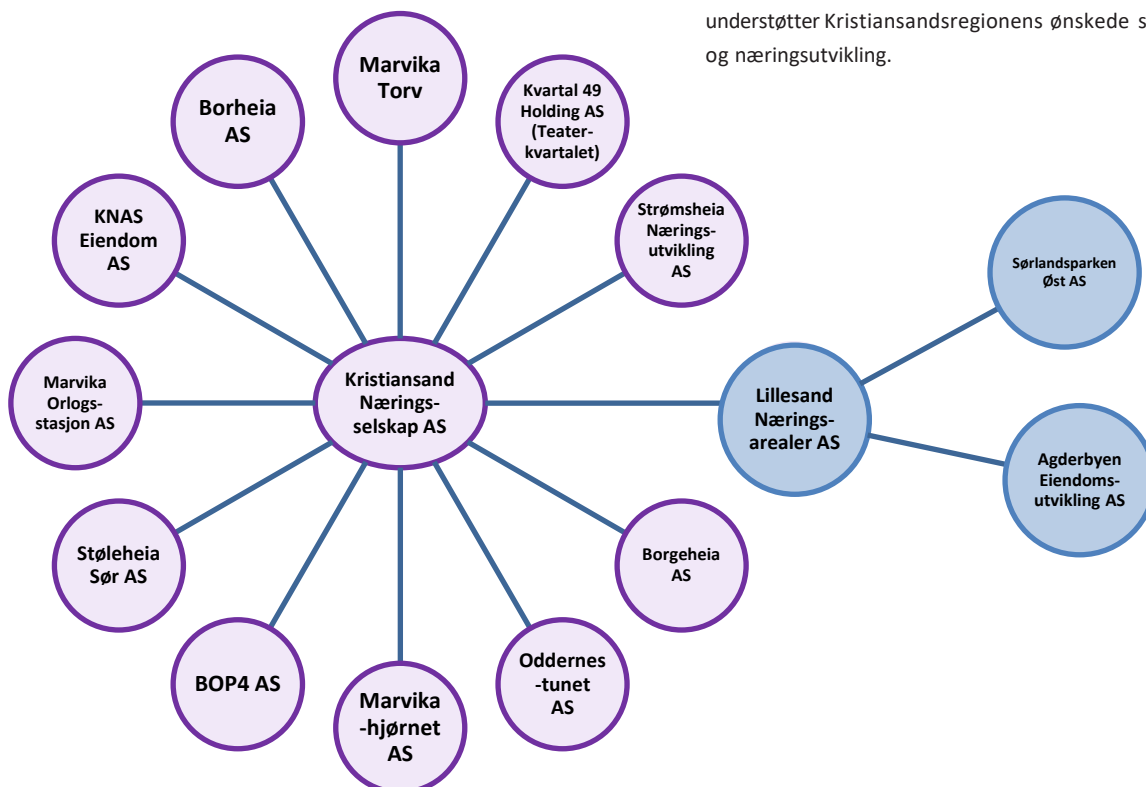 understøtter Kristiansandsregionens ønskede
og næringsutvikling.
Marvika
Torv
Kvartal 49
Holding AS
(Teater-
kvartalet)
Borheia
AS
Strømsheia
Nærings-
utvikling
AS
KNAS
Eiendom
AS
Sørlandsparken
Øst AS
Marvika
Orlogs-
stasjon AS
Kristiansand
Nærings-
selskap AS
Lillesand
Nærings-
arealer AS
Agderbyen
Eiendoms-
utvikling AS
Støleheia
Sør AS
Borgeheia
AS
BOP4 AS
Marvika
-hjørnet
AS
Oddernes
-tunet
AS